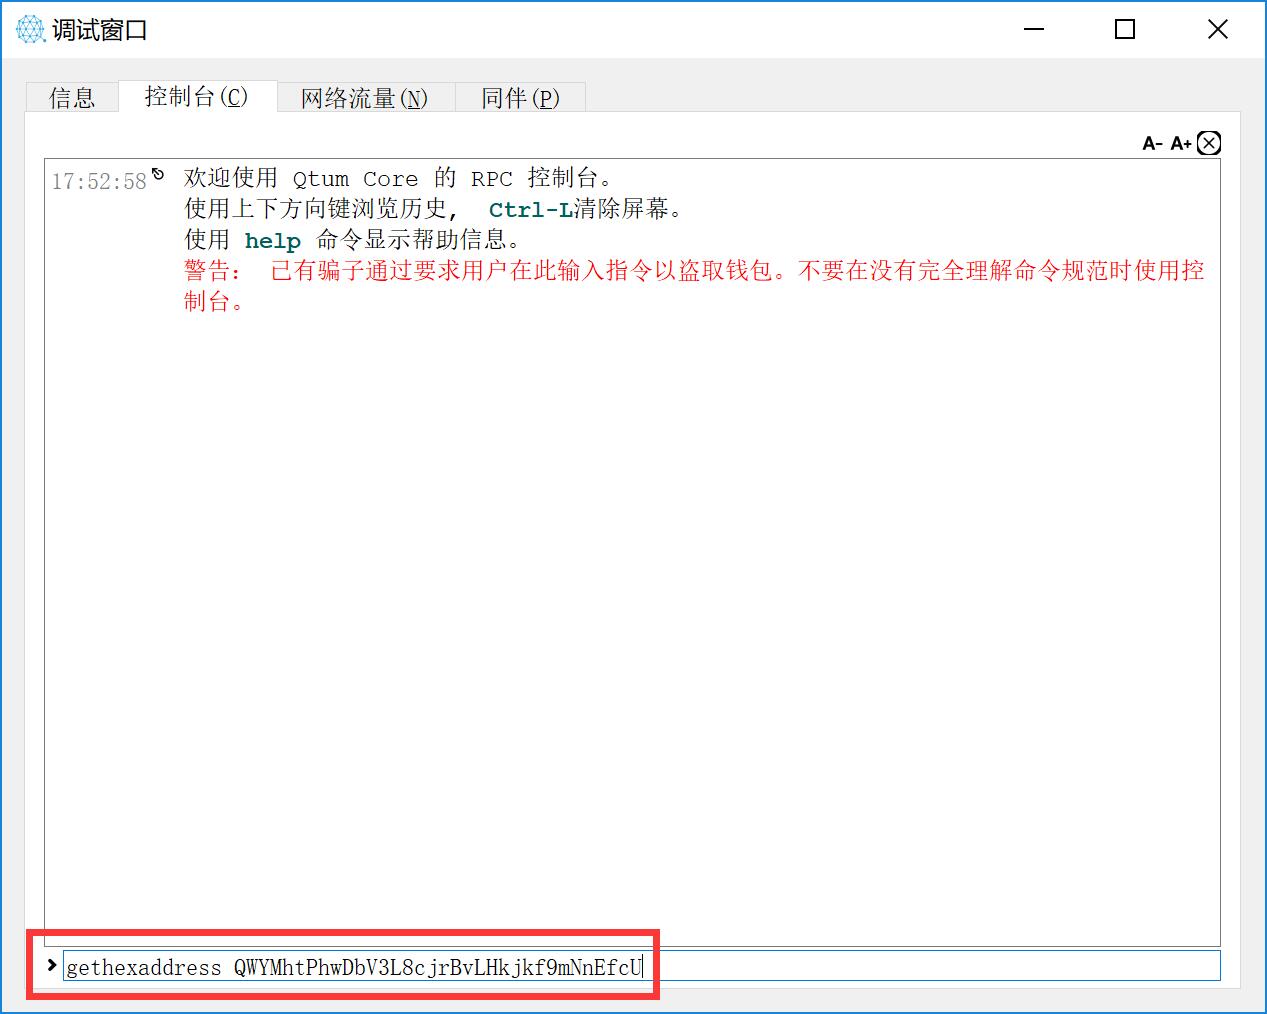 调试窗口
信息 控制台(C) 网络流量(N) 同伴(P)
A- A+
17:52:58 欢迎使用 Qtum Core 的 RPC 控制台。
使用上下方向键浏览历史, Ctrl-L清除屏幕。
使用 help 命令显示帮助信息。
警告: 已有骗子通过要求用户在此输入指令以盗取钱包。不要在没有完全理解命令规范时使用控
制台。
gethexaddress QWYMhtPhwDbV3L8cjrBvLHkjkf9mNnEfcU